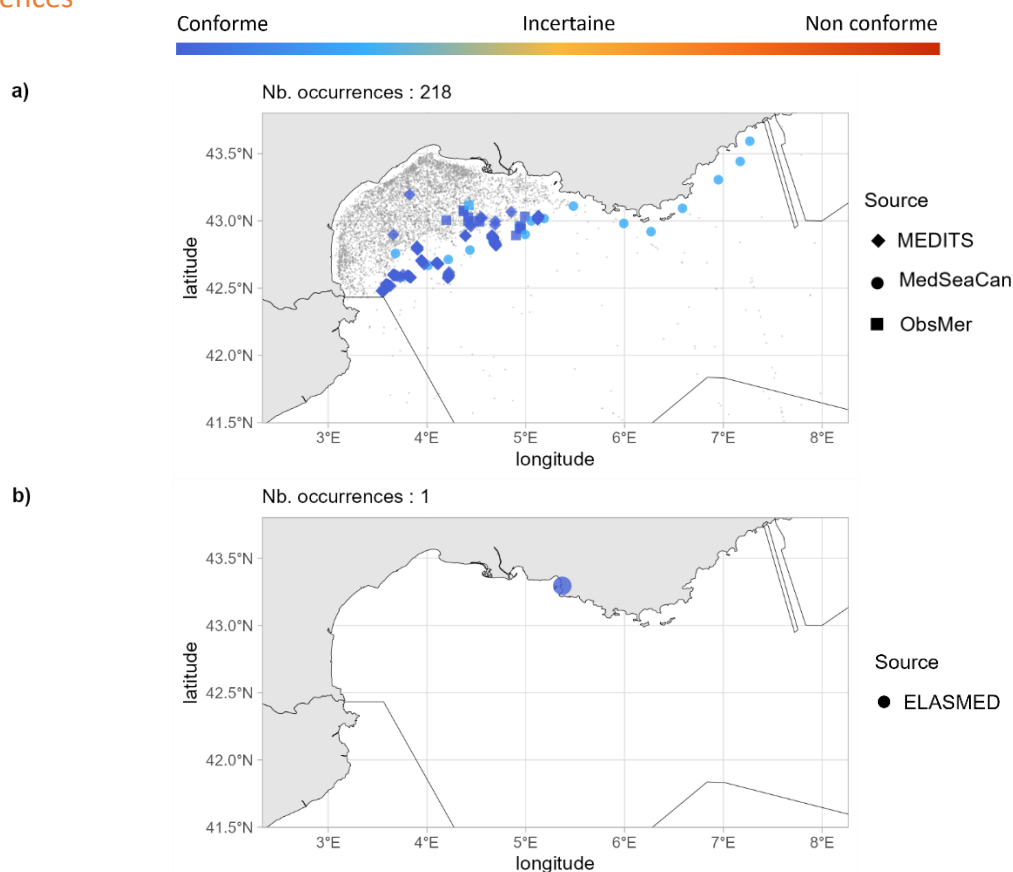 ences
Conforme Incertaine Non conforme
a)
Nb. occurrences : 218
43.5°N
43.0°N
42.5°N
42.0°N
41.5°N
latitude
3°E 4°E 5°E 6°E 7°E 8°E
longitude
Source
MEDITS
MedSeaCan
ObsMer
b)
Nb. occurrences : 1
43.5°N
43.0°N
42.5°N
42.0°N
41.5°N
latitude
3°E 4°E 5°E 6°E 7°E 8°E
longitude
Source
ELASMED